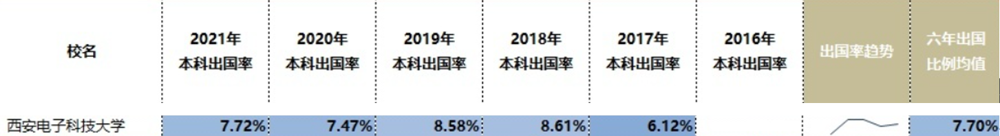 校名
2021年
本科出国率
2020年
本科出国率
2019年
本科出国率
2018年
本科出国率
2017年
本科出国率
2016年
本科出国率
出国率趋势
六年出国
比例均值
西安电子科技大学 7.72% 7.47% 8.58% 8.61% 6.12% 7.70%